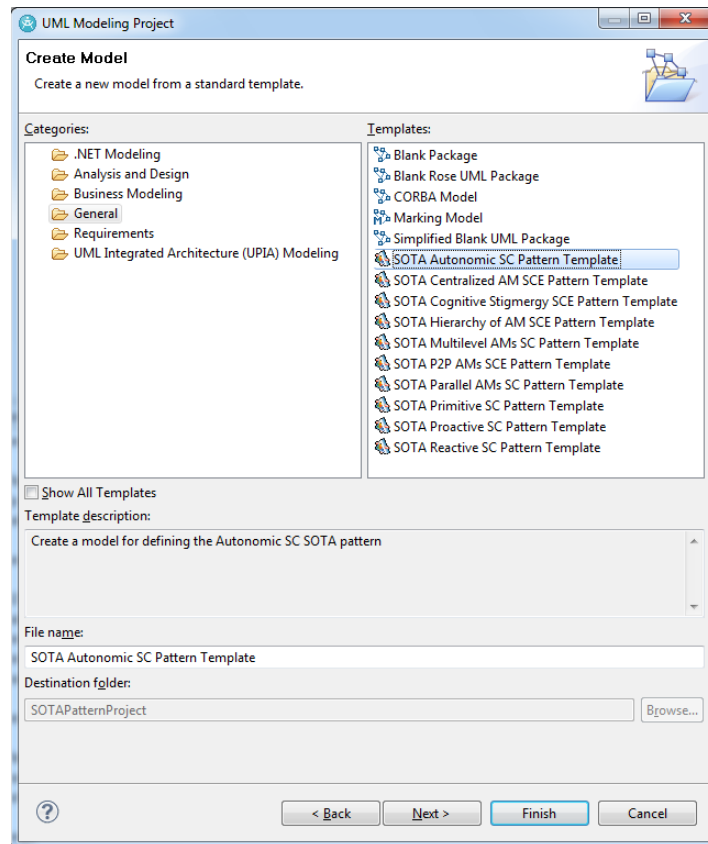 UML Modeling Project
Create Model
Create a new model from a standard template.
Categories:
.NET Modeling
Analysis and Design
Business Modeling
General
Requirements
UML Integrated Architecture (UPIA) Modeling
Templates:
Blank Package
Blank Rose UML Package
CORBA Model
Marking Model
Simplified Blank UML Package
SOTA Autonomic SC Pattern Template
SOTA Centralized AM SCE Pattern Template
SOTA Cognitive Stigmergy SCE Pattern Template
SOTA Hierarchy of AM SCE Pattern Template
SOTA Multilevel AMs SC Pattern Template
SOTA P2P AMs SCE Pattern Template
SOTA Parallel AMs SC Pattern Template
SOTA Primitive SC Pattern Template
SOTA Proactive SC Pattern Template
SOTA Reactive SC Pattern Template
Show All Templates
Template description:
Create a model for defining the Autonomic SC SOTA pattern
File name:
SOTA Autonomic SC Pattern Template
Destination folder:
SOTAPatternProject
Browse...
?
< Back
Next >
Finish
Cancel